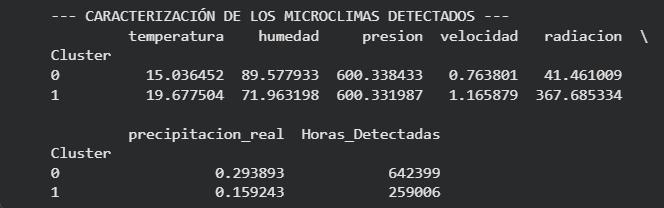 --- CARACTERIZACIÓN DE LOS MICROCLIMAS DETECTADOS ---
temperatura humedad presion velocidad radiacion \
Cluster
0 15.036452 89.577933 600.338433 0.763801 41.461009
1 19.677504 71.963198 600.331987 1.165879 367.685334
precipitacion_real Horas_Detectadas
Cluster
0 0.293893 642399
1 0.159243 259006